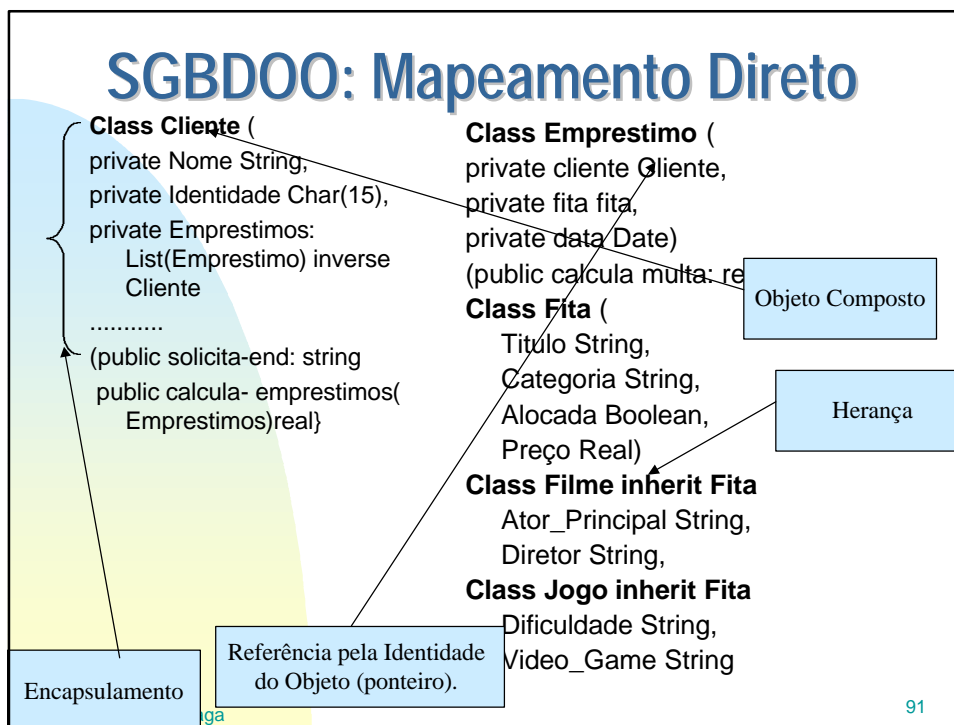 SGBDOO: Mapeamento Direto
Class Cliente (
private Nome String,
private Identidade Char(15),
private Emprestimos:
List(Emprestimo) inverse
Cliente
...........
(public solicita-end: string
public calcula- emprestimos(
Emprestimos)real}
Class Emprestimo (
private cliente Cliente,
private fita fita,
private data Date)
(public calcula multa: re
Class Fita (
Titulo String,
Categoria String,
Alocada Boolean,
Preço Real)
Class Filme inherit Fita
Ator_Principal String,
Diretor String,
Class Jogo inherit Fita
Dificuldade String,
Video_Game String
Objeto Composto
Herança
Referência pela Identidade
do Objeto (ponteiro).
Encapsulamento
91